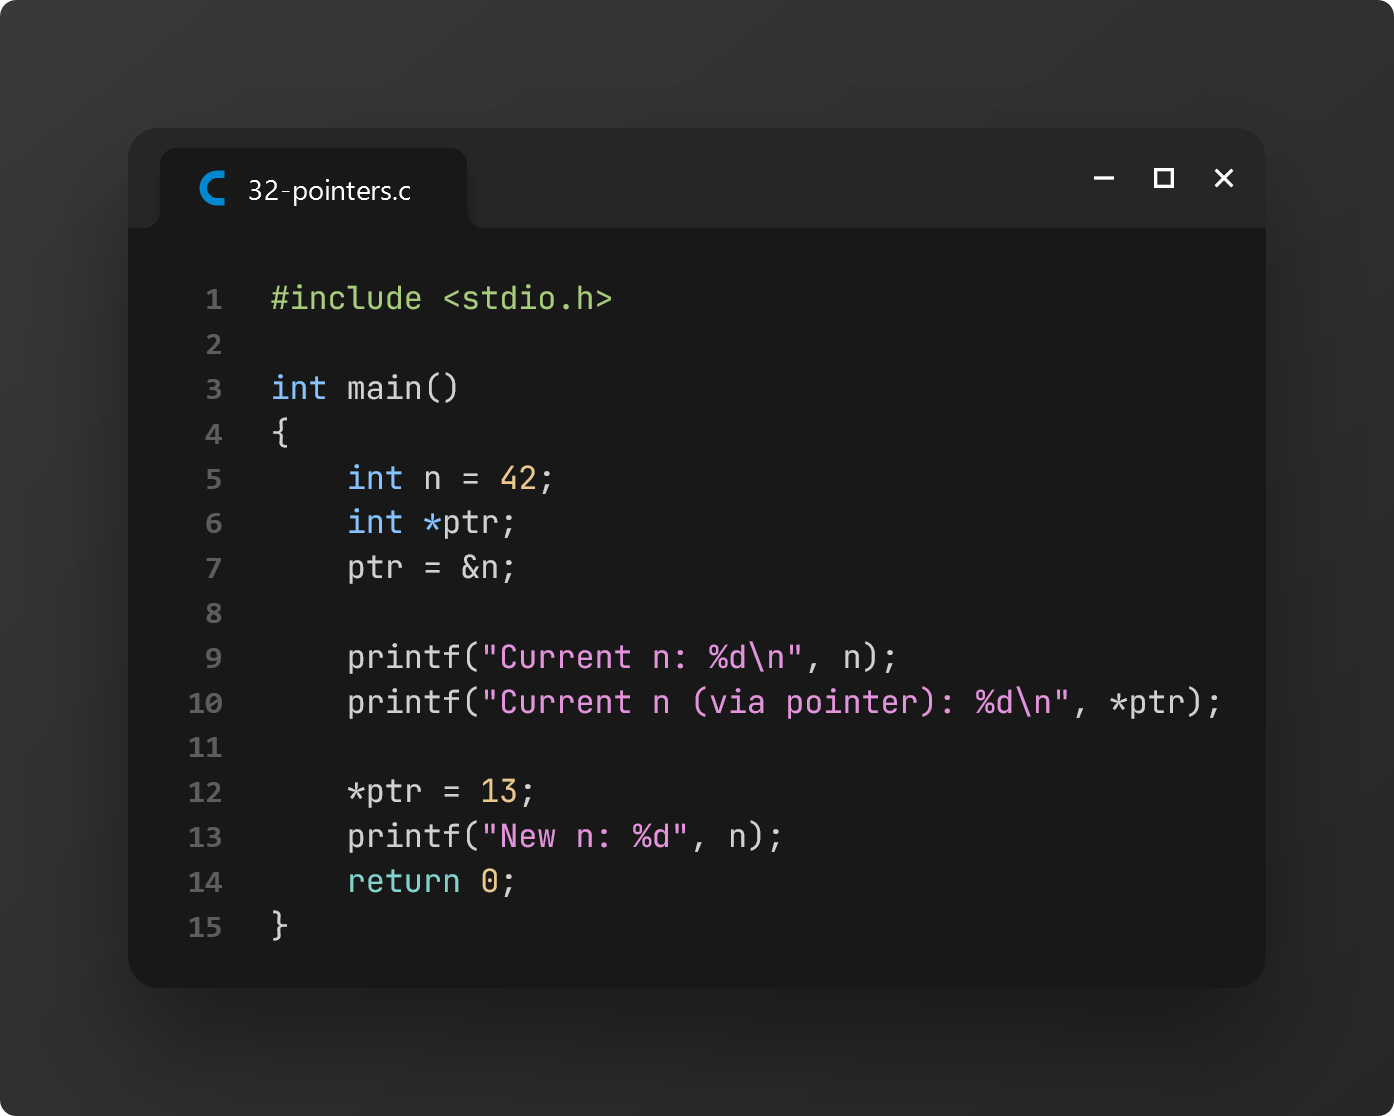 32-pointers.c
1 #include <stdio.h>
2
3 int main()
4 {
5     int n = 42;
6     int *ptr;
7     ptr = &n;
8
9     printf("Current n: %d\n", n);
10     printf("Current n (via pointer): %d\n", *ptr);
11
12     *ptr = 13;
13     printf("New n: %d", n);
14     return 0;
15 }